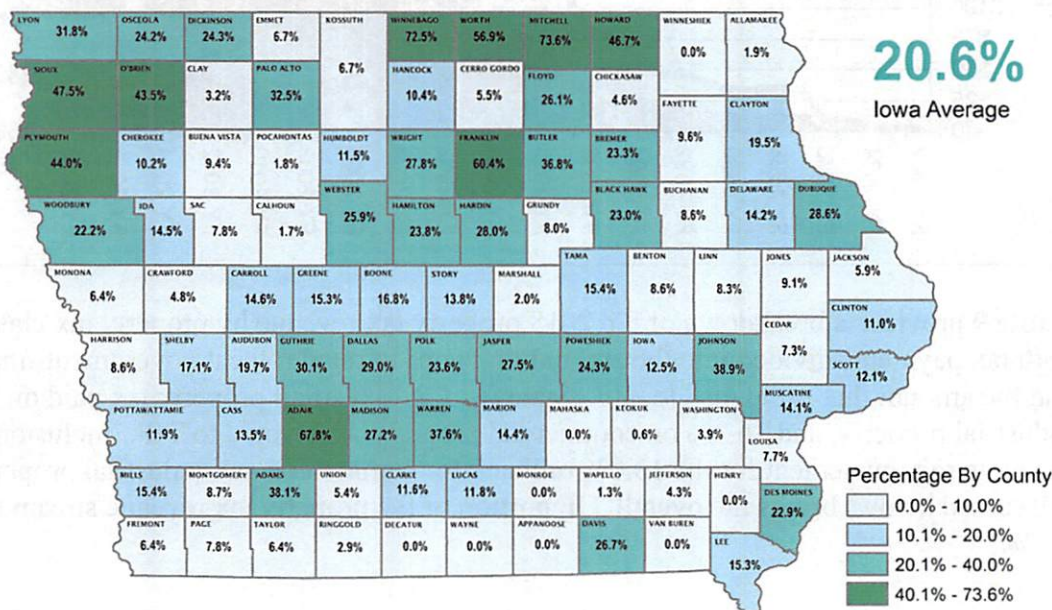 LYON OSCEOLA DICKINSON EMMET KOSSUTH WINNEBAGO WORTH MITCHELL HOWARD WINNESHIEK ALLAMAKEE
31.8% 24.2% 24.3% 6.7% 6.7% 72.5% 56.9% 73.6% 46.7% 0.0% 1.9%
20.6%
Iowa Average
SIOUX O'BRIEN CLAY PALO ALTO HANCOCK CERRO GORDO FLOYD CHICKASAW
47.5% 43.5% 3.2% 32.5% 10.4% 5.5% 26.1% 4.6%
FAYETTE CLAYTON
9.6% 19.5%
PLYMOUTH CHEROKEE BUENA VISTA POCAHONTAS HUMBOLDT WRIGHT FRANKLIN BUTLER BREMER
44.0% 10.2% 9.4% 1.8% 11.5% 27.8% 60.4% 36.8% 23.3%
WOODBURY IDA SAC CALHOUN WEBSTER HAMILTON HARDIN GRUNDY BLACK HAWK BUCHANAN DELAWARE DUBUQUE
22.2% 14.5% 7.8% 1.7% 25.9% 23.8% 28.0% 8.0% 23.0% 8.6% 14.2% 28.6%
MONONA CRAWFORD CARROLL GREENE BOONE STORY MARSHALL TAMA BENTON LINN JONES JACKSON
6.4% 4.8% 14.6% 15.3% 16.8% 13.8% 2.0% 15.4% 8.6% 8.3% 9.1% 5.9%
CLINTON
11.0%
CEDAR
7.3%
HARRISON SHELBY AUDUBON GUTHRIE DALLAS POLK JASPER POWESHIEK IOWA JOHNSON SCOTT
8.6% 17.1% 19.7% 30.1% 29.0% 23.6% 27.5% 24.3% 12.5% 38.9% 12.1%
MUSCATINE
14.1%
POTTAWATTAMIE CASS ADAIR MADISON WARREN MARION MAHASKA KEOKUK WASHINGTON LOUISA
11.9% 13.5% 67.8% 27.2% 37.6% 14.4% 0.0% 0.6% 3.9% 7.7%
MILLS MONTGOMERY ADAMS UNION CLARKE LUCAS MONROE WAPELLO JEFFERSON HENRY DES MOINES
15.4% 8.7% 38.1% 5.4% 11.6% 11.8% 0.0% 1.3% 4.3% 0.0% 22.9%
FREMONT PAGE TAYLOR RINGGOLD DECATUR WAYNE APPANOOSE DAVIS VAN BUREN LEE
6.4% 7.8% 6.4% 2.9% 0.0% 0.0% 0.0% 26.7% 0.0% 15.3%
Percentage By County
0.0% - 10.0%
10.1% - 20.0%
20.1% - 40.0%
40.1% - 73.6%